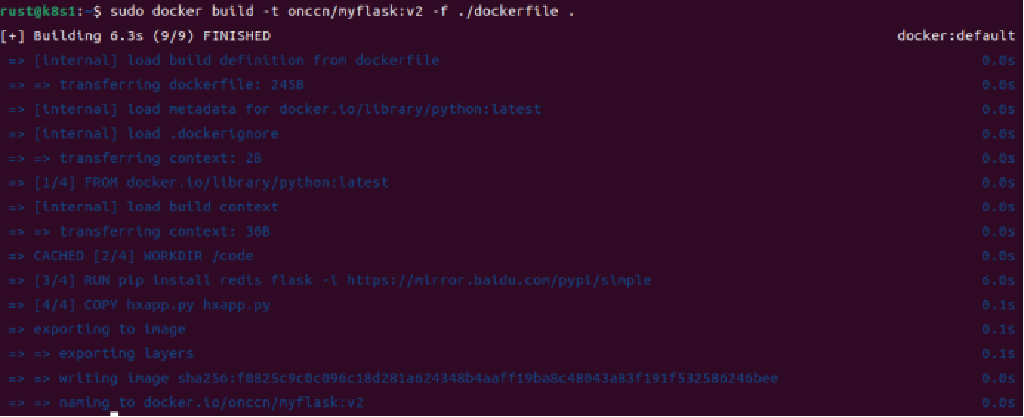 rust@k8s1:~$ sudo docker build -t onccn/myflask:v2 -f ./dockerfile .
[+] Building 6.3s (9/9) FINISHED docker:default
=> [internal] load build definition from dockerfile 0.0s
=> => transferring dockerfile: 245B 0.0s
=> [internal] load metadata for docker.io/library/python:latest 0.0s
=> [internal] load .dockerignore 0.0s
=> => transferring context: 2B 0.0s
=> [1/4] FROM docker.io/library/python:latest 0.0s
=> [internal] load build context 0.0s
=> => transferring context: 30B 0.0s
=> CACHED [2/4] WORKDIR /code 0.0s
=> [3/4] RUN pip install redis flask -i https://mirror.baidu.com/pypi/simple 6.0s
=> [4/4] COPY hxapp.py hxapp.py 0.1s
=> exporting to image 0.1s
=> => exporting layers 0.1s
=> => writing image sha256:f0825c9c0c096c18d281a624348b4aaff19ba8c48043a83f191f532586246bee 0.0s
=> => naming to docker.io/onccn/myflask:v2 0.0s